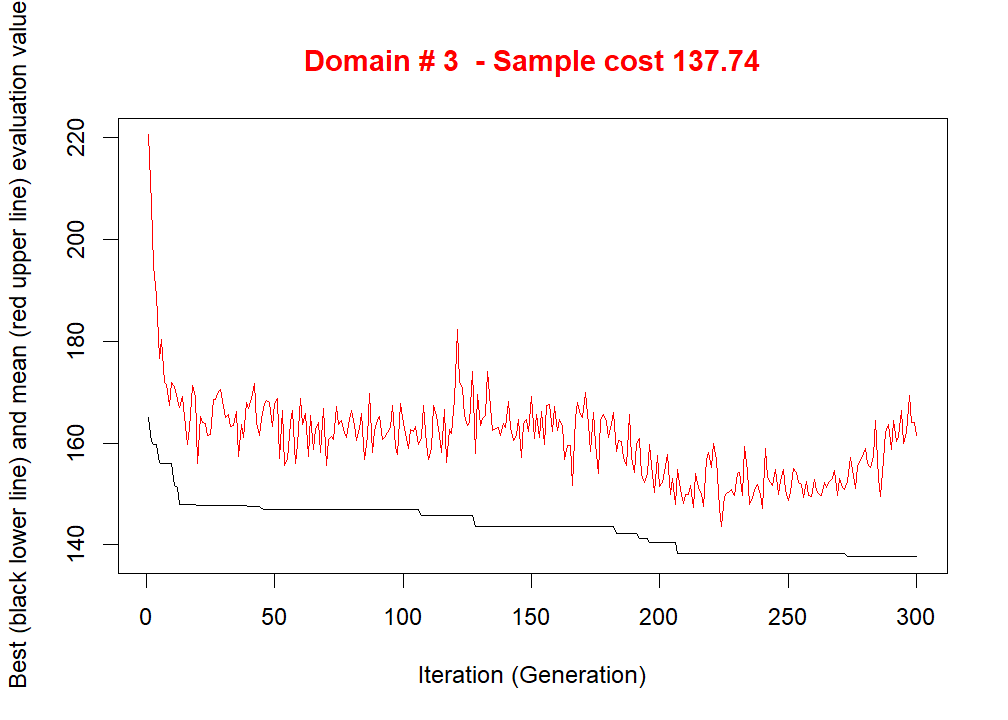 Domain # 3  - Sample cost 137.74
Best (black lower line) and mean (red upper line) evaluation value
220
200
180
160
140
0 50 100 150 200 250 300
Iteration (Generation)